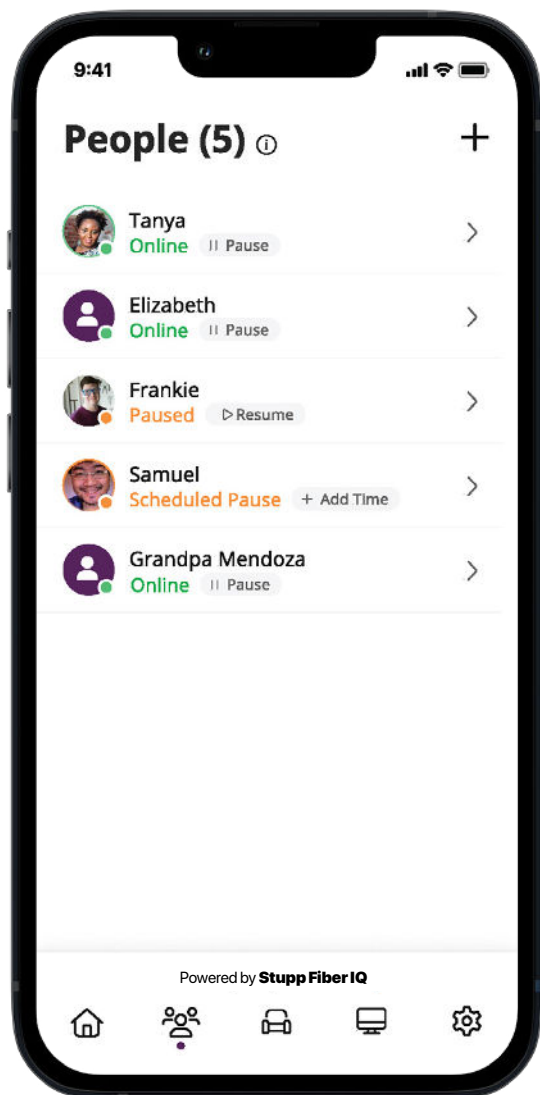 9:41
People (5)
Tanya
Online Pause
Elizabeth
Online Pause
Frankie
Paused Resume
Samuel
Scheduled Pause + Add Time
Grandpa Mendoza
Online Pause
Powered by Stupp Fiber IQ